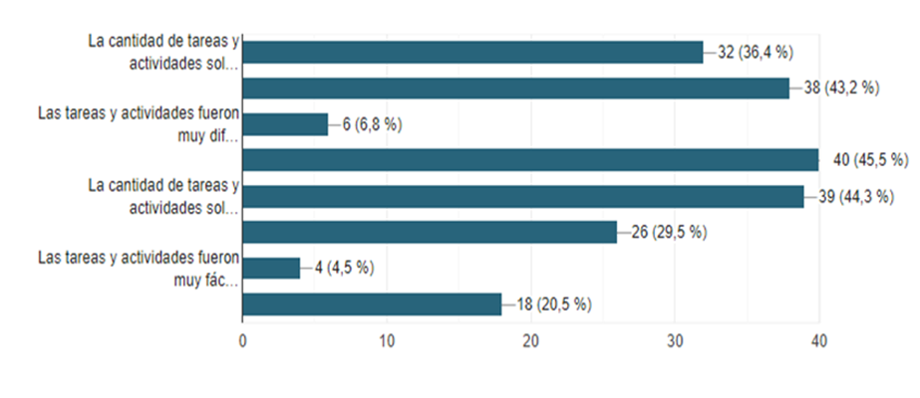 La cantidad de tareas y
actividades sol...
32 (36,4 %)
38 (43,2 %)
Las tareas y actividades fueron
muy dif...
6 (6,8 %)
40 (45,5 %)
La cantidad de tareas y
actividades sol...
39 (44,3 %)
26 (29,5 %)
Las tareas y actividades fueron
muy fác...
4 (4,5 %)
18 (20,5 %)
0 10 20 30 40